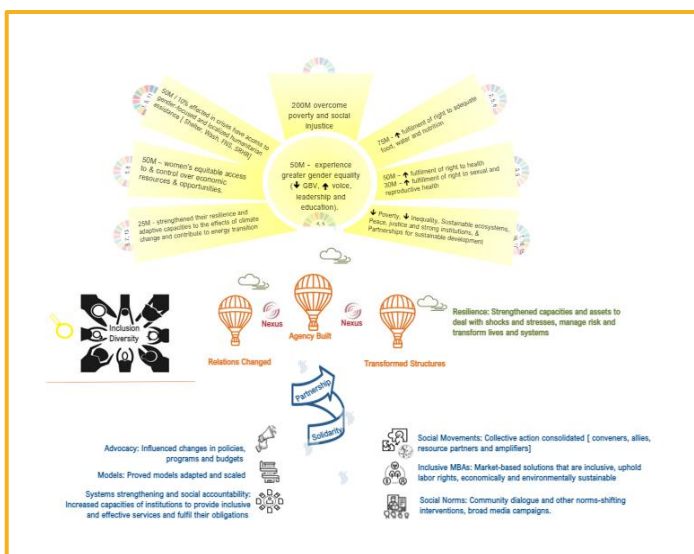 200M overcome
poverty and social
injustice
50M / 10% effected in crises have access to
gender-focused and localized humanitarian
assistance [ Shelter, Wash, FNS, SRHR]
75M - ↑ fulfilment of right to adequate
food, water and nutrition
50M – women's equitable access
to & control over economic
resources & opportunities.
50M – experience
greater gender equality
(↓ GBV, ↑ voice,
leadership and
education).
50M – ↑ fulfilment of right to health
30M – ↑ fulfillment of right to sexual and
reproductive health
25M - strengthened their resilience and
adaptive capacities to the effects of climate
change and contribute to energy transition
↓ Poverty, ↓ Inequality, Sustainable ecosystems,
Peace, justice and strong institutions, &
Partnerships for sustainable development
Inclusion
Diversity
Relations Changed
Nexus
Agency Built
Nexus
Transformed Structures
Resilience: Strengthened capacities and assets to
deal with shocks and stresses, manage risk and
transform lives and systems
Partnership
Solidarity
Advocacy: Influenced changes in policies,
programs and budgets
Models: Proved models adapted and scaled
Systems strengthening and social accountability:
Increased capacities of institutions to provide inclusive
and effective services and fulfil their obligations
Social Movements: Collective action consolidated [ conveners, allies,
resource partners and amplifiers]
Inclusive MBAs: Market-based solutions that are inclusive, uphold
labor rights, economically and environmentally sustainable
Social Norms: Community dialogue and other norms-shifting
interventions, broad media campaigns.